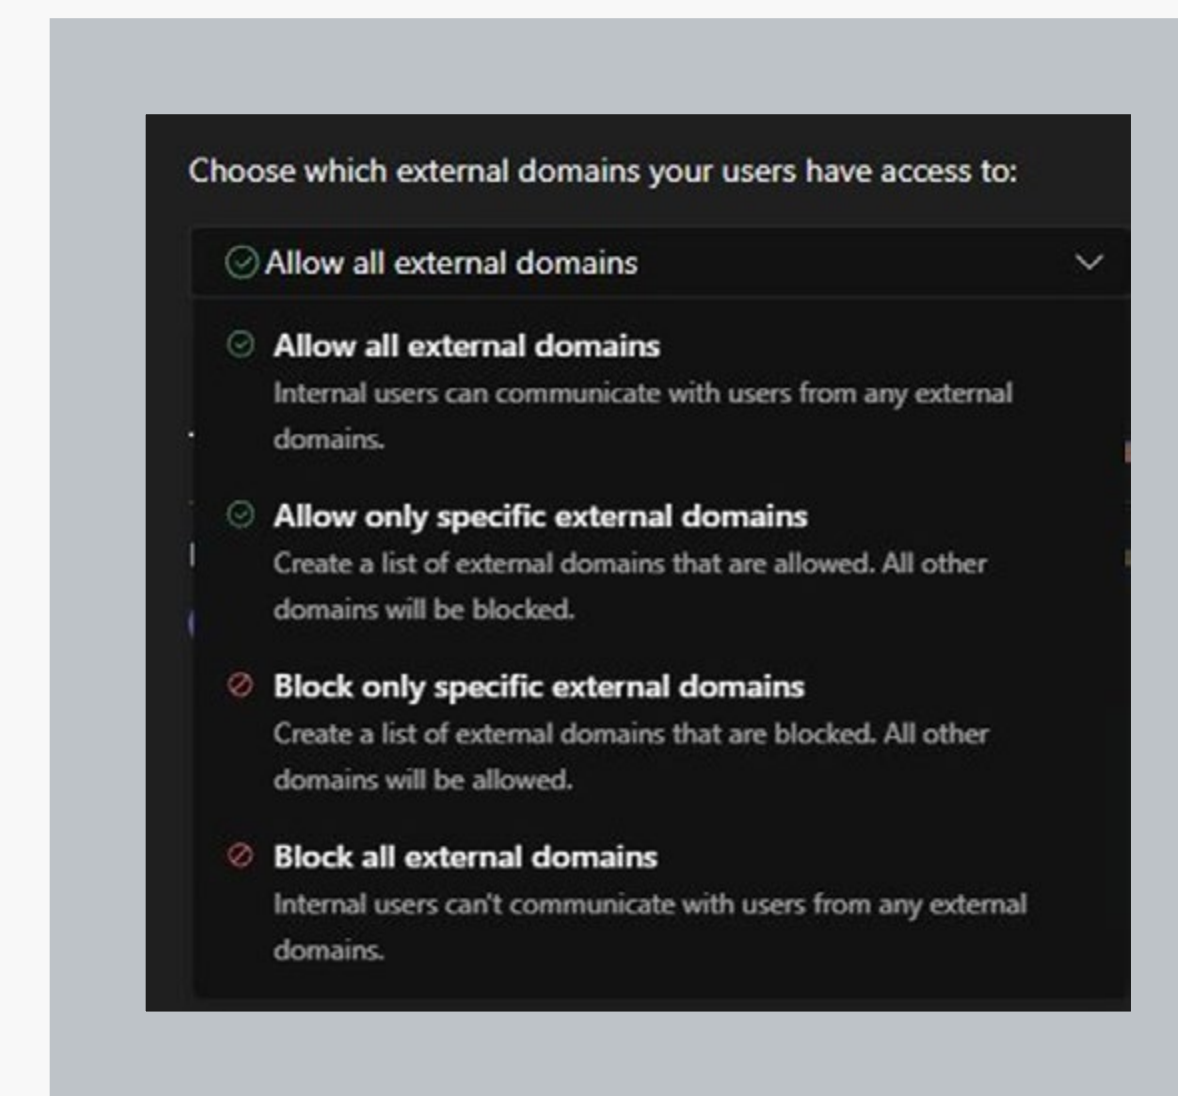 Choose which external domains your users have access to:
Allow all external domains
Allow all external domains
Internal users can communicate with users from any external
domains.
Allow only specific external domains
Create a list of external domains that are allowed. All other
domains will be blocked.
Block only specific external domains
Create a list of external domains that are blocked. All other
domains will be allowed.
Block all external domains
Internal users can't communicate with users from any external
domains.